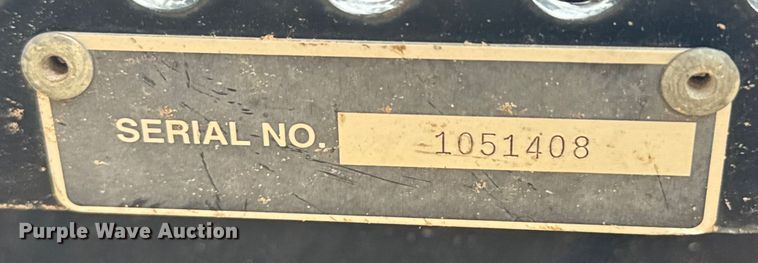 SERIAL NO. 1051408
Purple Wave Auction